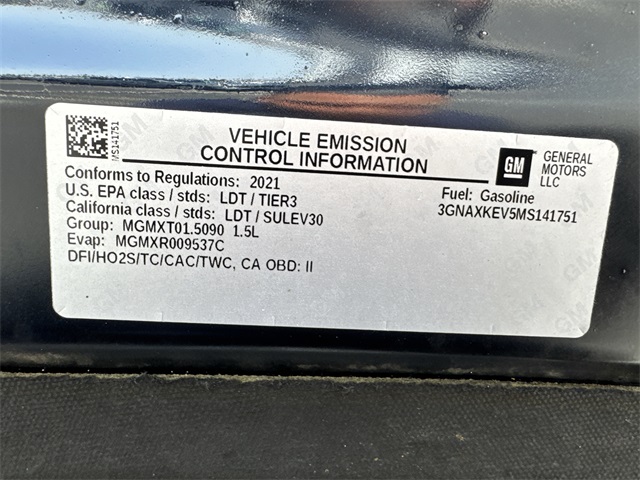 MS141751
VEHICLE EMISSION
CONTROL INFORMATION
GM
GENERAL
MOTORS
LLC
Conforms to Regulations: 2021
U.S. EPA class / stds: LDT / TIER3
California class / stds: LDT / SULEV30
Group: MGMXT01.5090 1.5L
Evap: MGMXR009537C
DFI/HO2S/TC/CAC/TWC, CA OBD: II
Fuel: Gasoline
3GNAXKEV5MS141751